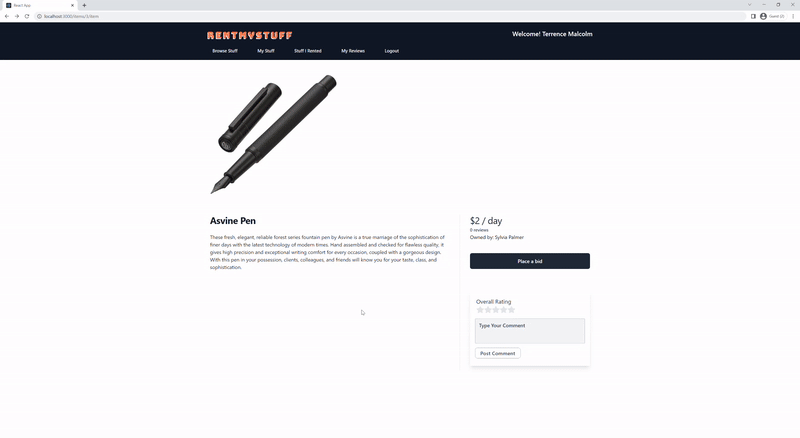 React App
localhost:3000/items/3/item
Guest (2)
RENTMYSTUFF
Welcome! Terrence Malcolm
Browse Stuff
My Stuff
Stuff I Rented
My Reviews
Logout
Asvine Pen
These fresh, elegant, reliable forest series fountain pen by Asvine is a true marriage of the sophistication of
finer days with the latest technology of modern times. Hand assembled and checked for flawless quality, it
gives high precision and exceptional writing comfort for every occasion, coupled with a gorgeous design.
With this pen in your possession, clients, colleagues, and friends will know you for your taste, class, and
sophistication.
$2 / day
0 reviews
Owned by: Sylvia Palmer
Place a bid
Overall Rating
Type Your Comment
Post Comment